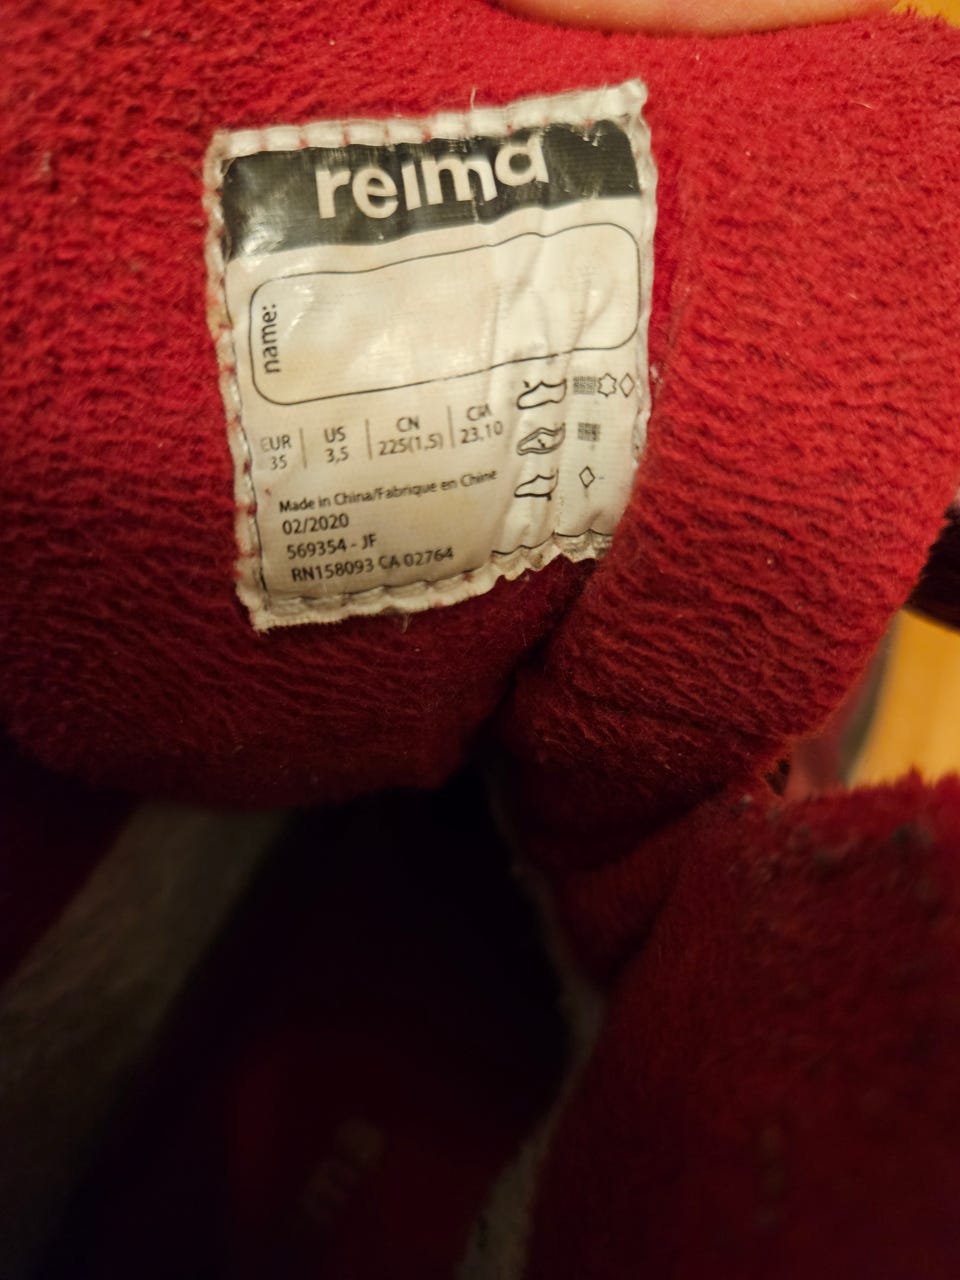 reima
name:
EUR US CN CM
35 3,5 225(1,5) 23,10
Made in China/Fabrique en Chine
02/2020
569354 - JF
RN158093 CA 02764